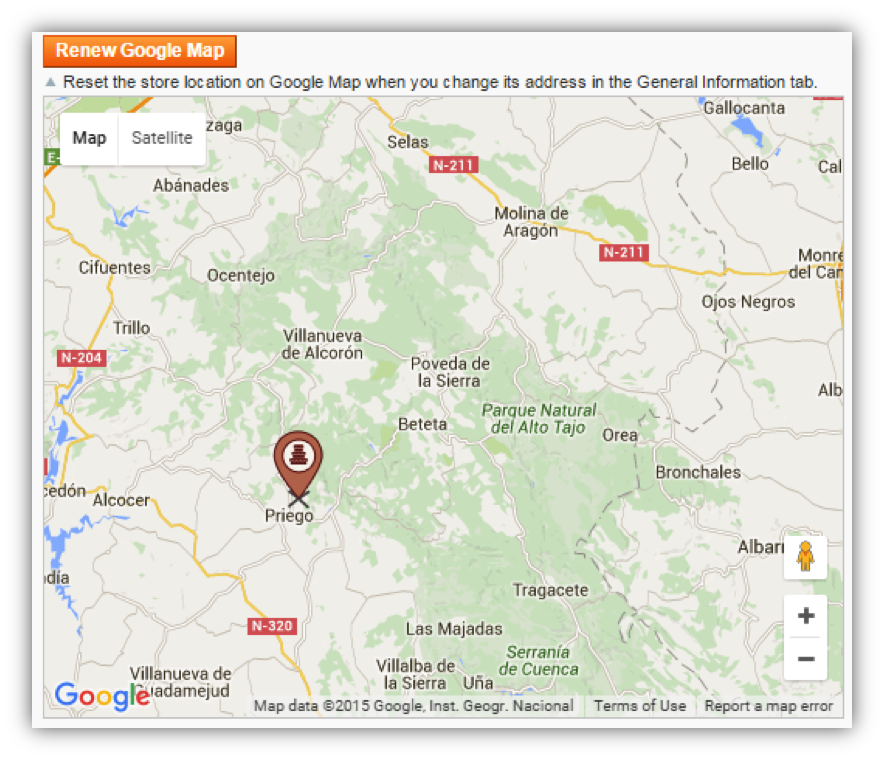 Renew Google Map
Reset the store location on Google Map when you change its address in the General Information tab.
Map Satellite
zaga
Gallocanta
Selas
N-211
E-
Bello
Cal
Abánades
Molina de
Aragón
N-211
Monre
del Car
Cifuentes
Ocentejo
Ojos Negros
Trillo
Villanueva
de Alcorón
N-204
Poveda de
la Sierra
Alb
Parque Natural
del Alto Tajo
Beteta
Orea
Bronchales
cedón
Alcocer
Priego
Albarr
día
Tragacete
N-320
Las Majadas
Serranía
de Cuenca
Villalba de
la Sierra
Uña
Villanueva de
Guadamejud
Google
Map data ©2015 Google, Inst. Geogr. Nacional Terms of Use Report a map error